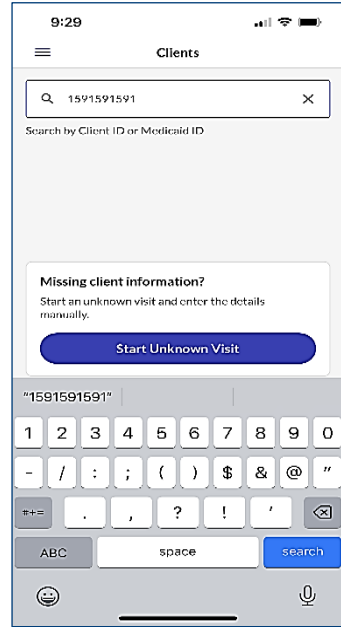 9:29
Clients
1591591591
Search by Client ID or Medicaid ID
Missing client information?
Start an unknown visit and enter the details
manually.
Start Unknown Visit
"1591591591"
1 2 3 4 5 6 7 8 9 0
- / : ; ( ) $ & @ "
#+= . , ? ! '
ABC space search